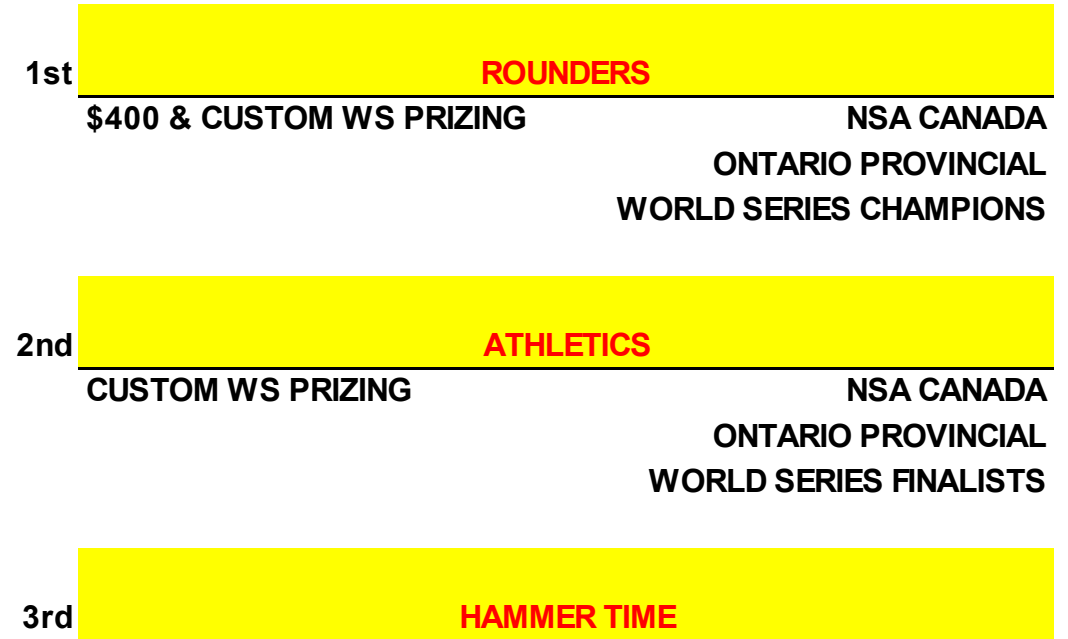 1st ROUNDERS
$400 & CUSTOM WS PRIZING NSA CANADA
ONTARIO PROVINCIAL
WORLD SERIES CHAMPIONS
2nd ATHLETICS
CUSTOM WS PRIZING NSA CANADA
ONTARIO PROVINCIAL
WORLD SERIES FINALISTS
3rd HAMMER TIME